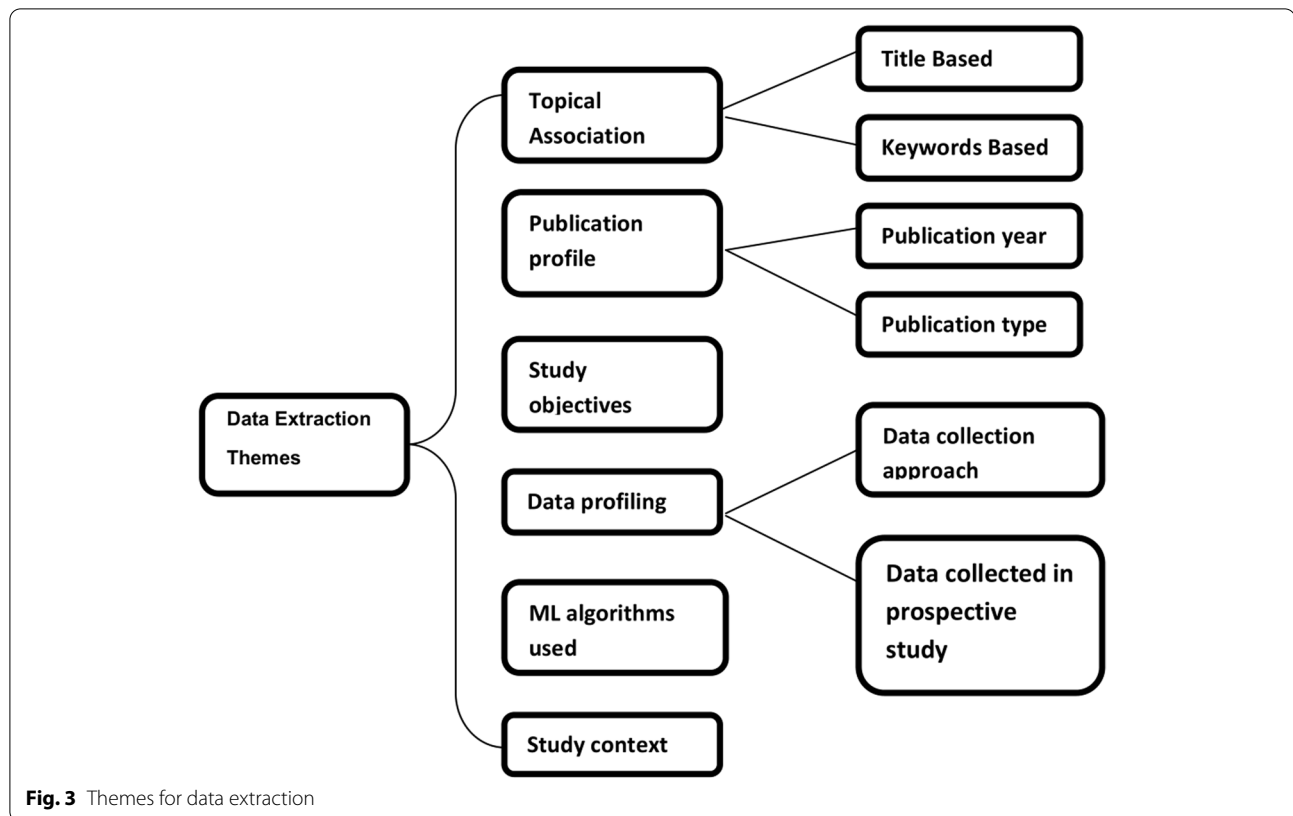 Data Extraction
Themes
Topical
Association
Title Based
Keywords Based
Publication
profile
Publication year
Publication type
Study
objectives
Data profiling
Data collection
approach
Data collected in
prospective
study
ML algorithms
used
Study context
Fig. 3 Themes for data extraction